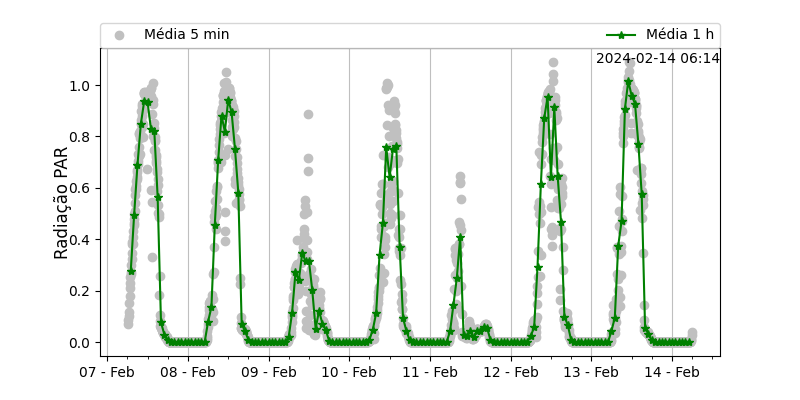 Média 5 min
Média 1 h
2024-02-14 06:14
Radiação PAR
1.0
0.8
0.6
0.4
0.2
0.0
07 - Feb
08 - Feb
09 - Feb
10 - Feb
11 - Feb
12 - Feb
13 - Feb
14 - Feb